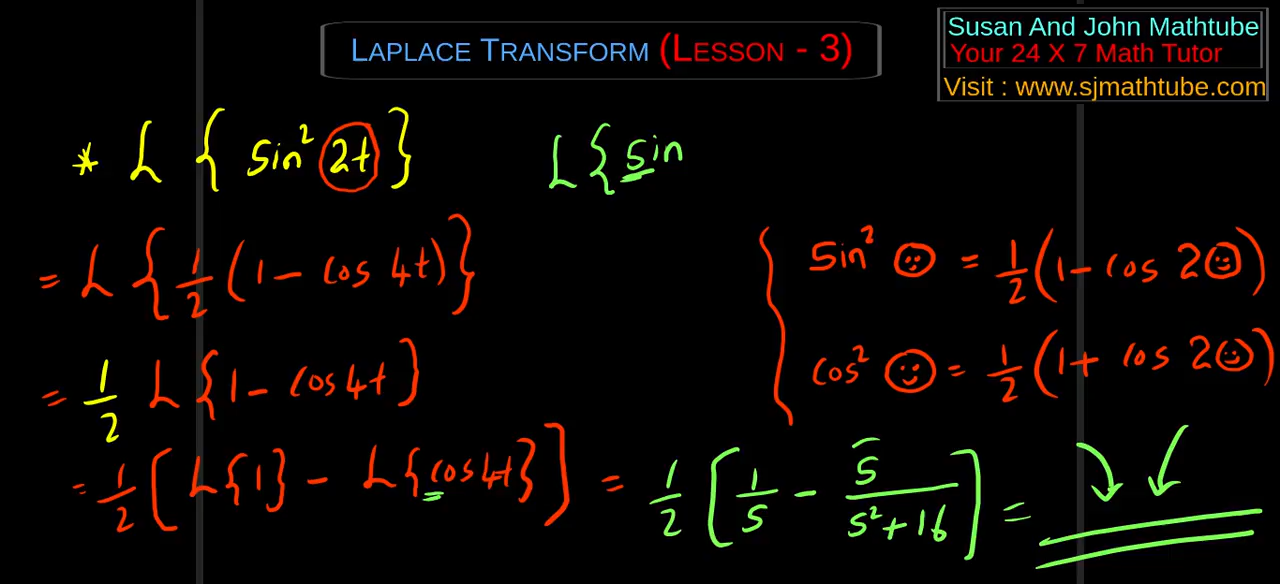 LAPLACE TRANSFORM (LESSON - 3)
Susan And John Mathtube
Your 24 X 7 Math Tutor
Visit : www.sjmathtube.com
* L { sin² 2t }
L { sin
= L { 1/2 ( 1 - cos 4t ) }
sin² ☺ = 1/2 ( 1 - cos 2☺ )
= 1/2 L { 1 - cos 4t }
cos² ☺ = 1/2 ( 1 + cos 2☺ )
= 1/2 [ L { 1 } - L { cos 4t } ] = 1/2 [ 1/s - s/(s² + 16) ] =